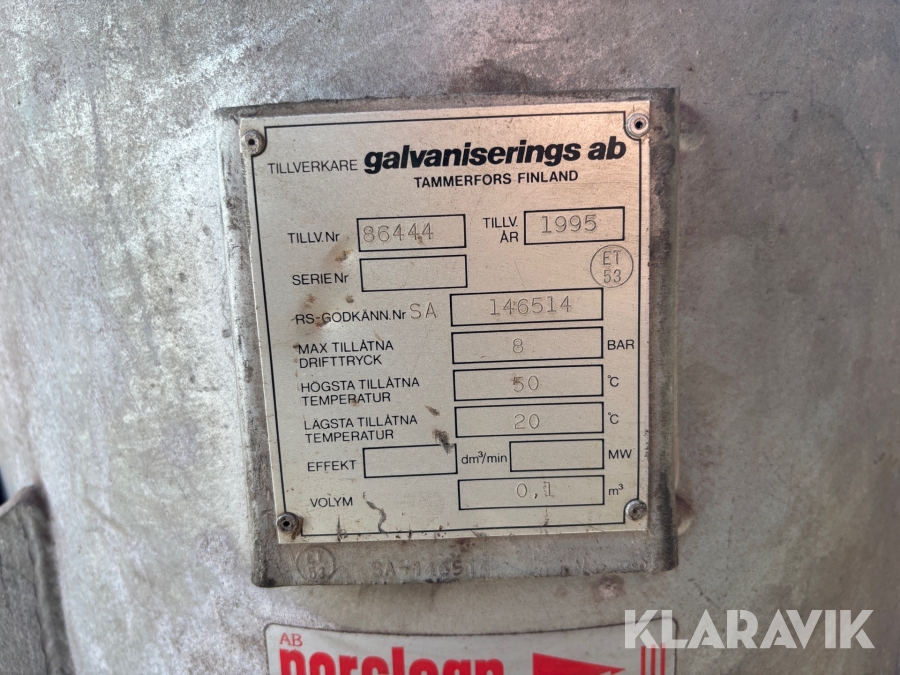 TILLVERKARE galvaniserings ab
TAMMERFORS FINLAND
TILLV.Nr 86444 TILLV. ÅR 1995
SERIE Nr
ET 53
RS-GODKÄNN.Nr SA 146514
MAX TILLÅTNA DRIFTTRYCK 8 BAR
HÖGSTA TILLÅTNA TEMPERATUR 50 °C
LÄGSTA TILLÅTNA TEMPERATUR 20 °C
EFFEKT dm³/min MW
VOLYM 0,1 m³
AB
KLARAVIK